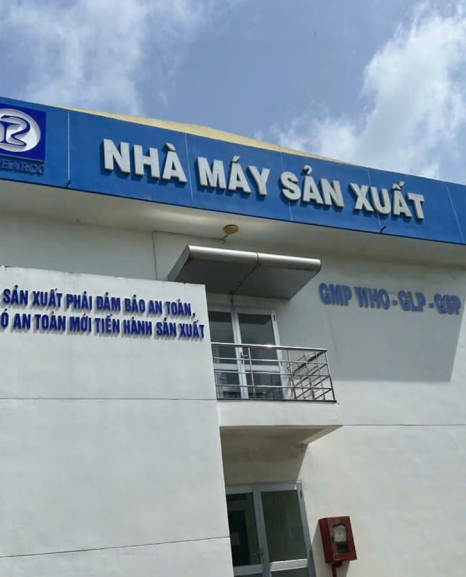 NHÀ MÁY SẢN XUẤT
GMP WHO - GLP - GSP
SẢN XUẤT PHẢI ĐẢM BẢO AN TOÀN,
AN TOÀN MỚI TIẾN HÀNH SẢN XUẤT